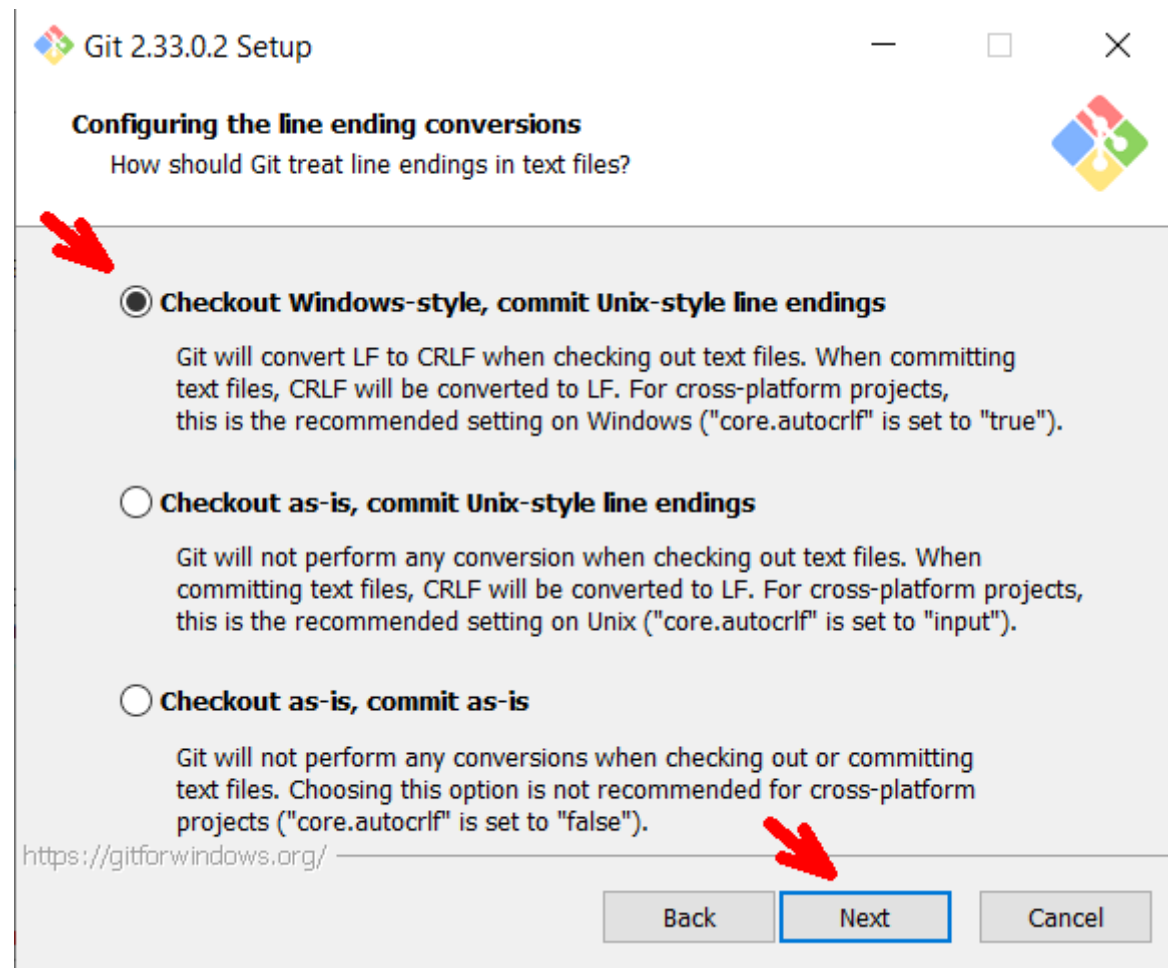 Git 2.33.0.2 Setup
Configuring the line ending conversions
How should Git treat line endings in text files?
Checkout Windows-style, commit Unix-style line endings
Git will convert LF to CRLF when checking out text files. When committing
text files, CRLF will be converted to LF. For cross-platform projects,
this is the recommended setting on Windows ("core.autocrlf" is set to "true").
Checkout as-is, commit Unix-style line endings
Git will not perform any conversion when checking out text files. When
committing text files, CRLF will be converted to LF. For cross-platform projects,
this is the recommended setting on Unix ("core.autocrlf" is set to "input").
Checkout as-is, commit as-is
Git will not perform any conversions when checking out or committing
text files. Choosing this option is not recommended for cross-platform
projects ("core.autocrlf" is set to "false").
https://gitforwindows.org/
Back Next Cancel